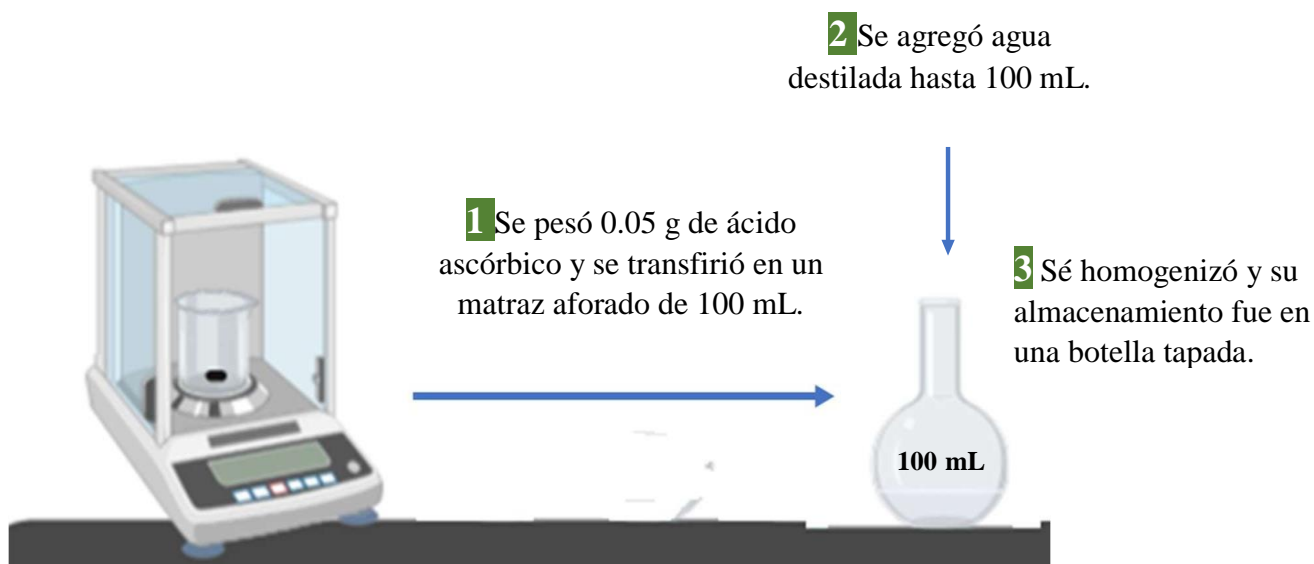 2 Se agregó agua
destilada hasta 100 mL.
1 Se pesó 0.05 g de ácido
ascórbico y se transfirió en un
matraz aforado de 100 mL.
3 Sé homogenizó y su
almacenamiento fue en
una botella tapada.
100 mL